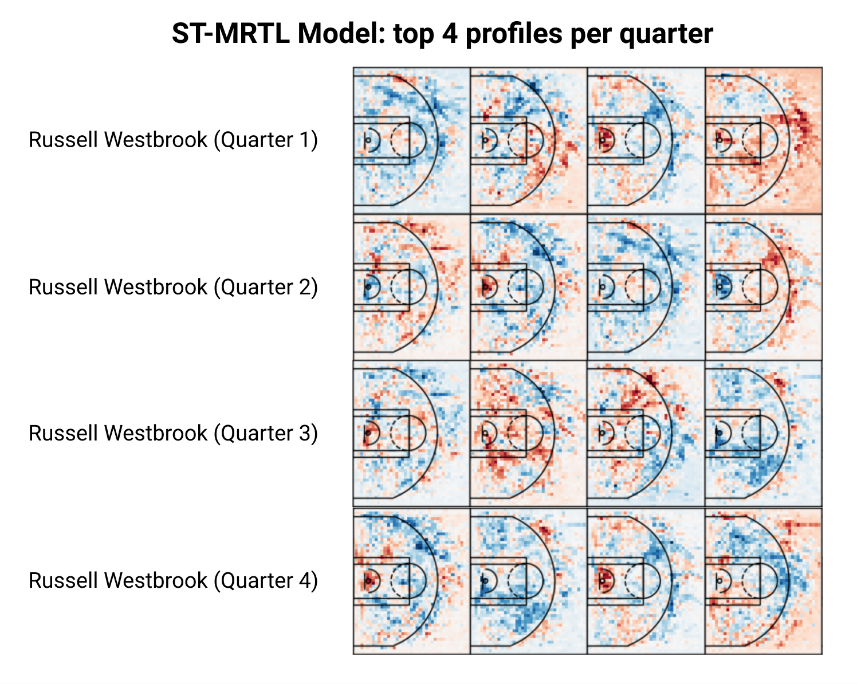 ST-MRTL Model: top 4 profiles per quarter
Russell Westbrook (Quarter 1)
Russell Westbrook (Quarter 2)
Russell Westbrook (Quarter 3)
Russell Westbrook (Quarter 4)